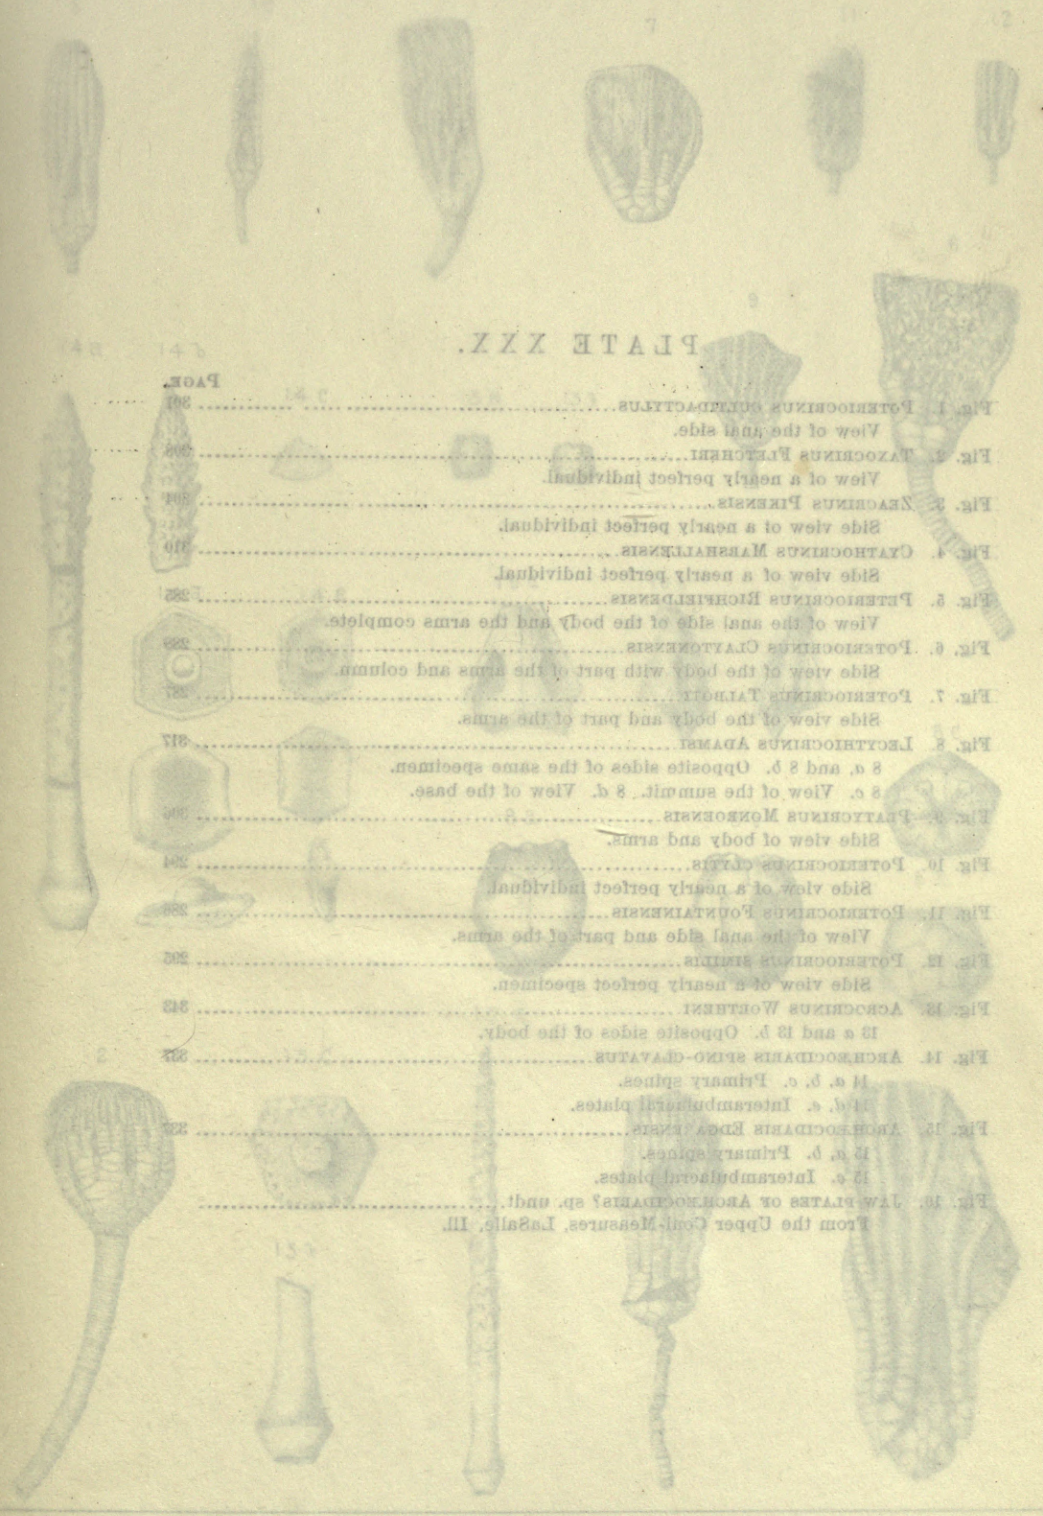 PLATE XXX.
PAGE.
Fig. 1. POTERIOCRINUS CULTIDACTYLUS 301
View of the anal side.
Fig. 2. TAXOCRINUS FLETCHERI
View of a nearly perfect individual.
Fig. 3. ZEACRINUS PIKENSIS 304
Side view of a nearly perfect individual.
Fig. 4. CYATHOCRINUS MARSHALLENSIS 310
Side view of a nearly perfect individual.
Fig. 5. POTERIOCRINUS RICHFIELDENSIS 285
View of the anal side of the body and the arms complete.
Fig. 6. POTERIOCRINUS CLAYTONENSIS 289
Side view of the body with part of the arms and column.
Fig. 7. POTERIOCRINUS TALBOTI 287
Side view of the body and part of the arms.
Fig. 8. LECYTHIOCRINUS ADAMSI 317
8 a, and 8 b. Opposite sides of the same specimen.
8 c. View of the summit. 8 d. View of the base.
Fig. 9. PLATYCRINUS MONROENSIS 306
Side view of body and arms.
Fig. 10. POTERIOCRINUS CLYTIS 294
Side view of a nearly perfect individual.
Fig. 11. POTERIOCRINUS FOUNTAINENSIS 286
View of the anal side and part of the arms.
Fig. 12. POTERIOCRINUS SIMILIS 295
Side view of a nearly perfect specimen.
Fig. 13. ACROCRINUS WORTHENI 343
13 a and 13 b. Opposite sides of the body.
Fig. 14. ARCHÆOCIDARIS SPINO-CLAVATUS 337
14 a, b, c. Primary spines.
14 d, e. Interambulacral plates.
Fig. 15. ARCHÆOCIDARIS 337
15 a, b. Primary spines.
15 c. Interambulacral plates.
Fig. 16. JAW PLATES OF ARCHÆOCIDARIS? sp. undt.
From the Upper Coal-Measures, LaSalle, Ill.